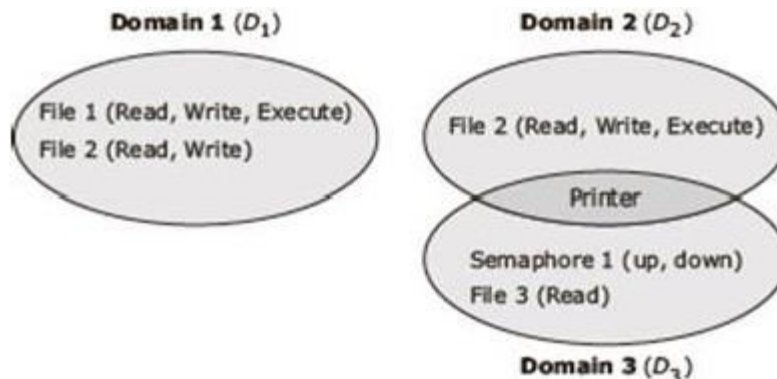 Domain 1 (D1)
File 1 (Read, Write, Execute)
File 2 (Read, Write)
Domain 2 (D2)
File 2 (Read, Write, Execute)
Printer
Semaphore 1 (up, down)
File 3 (Read)
Domain 3 (D3)